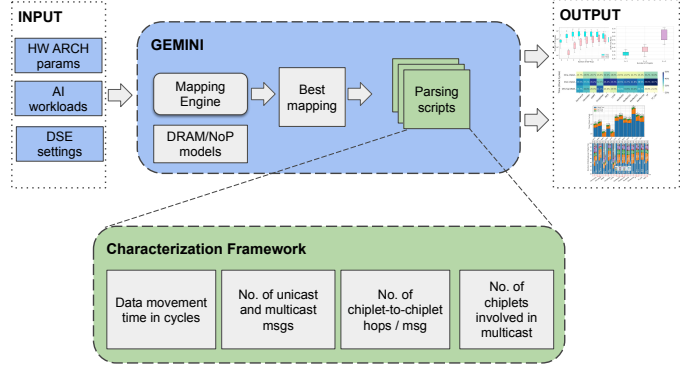 INPUT
HW ARCH
params
AI
workloads
DSE
settings
GEMINI
Mapping
Engine
DRAM/NoP
models
Best
mapping
Parsing
scripts
OUTPUT
Characterization Framework
Data movement
time in cycles
No. of unicast
and multicast
msgs
No. of
chiplet-to-chiplet
hops / msg
No. of
chiplets
involved in
multicast